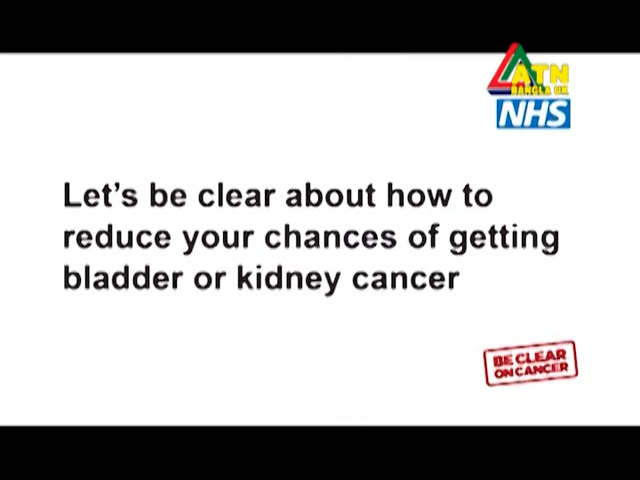 ATN
BANGLA UK
NHS
Let's be clear about how to
reduce your chances of getting
bladder or kidney cancer
BE CLEAR
ON CANCER